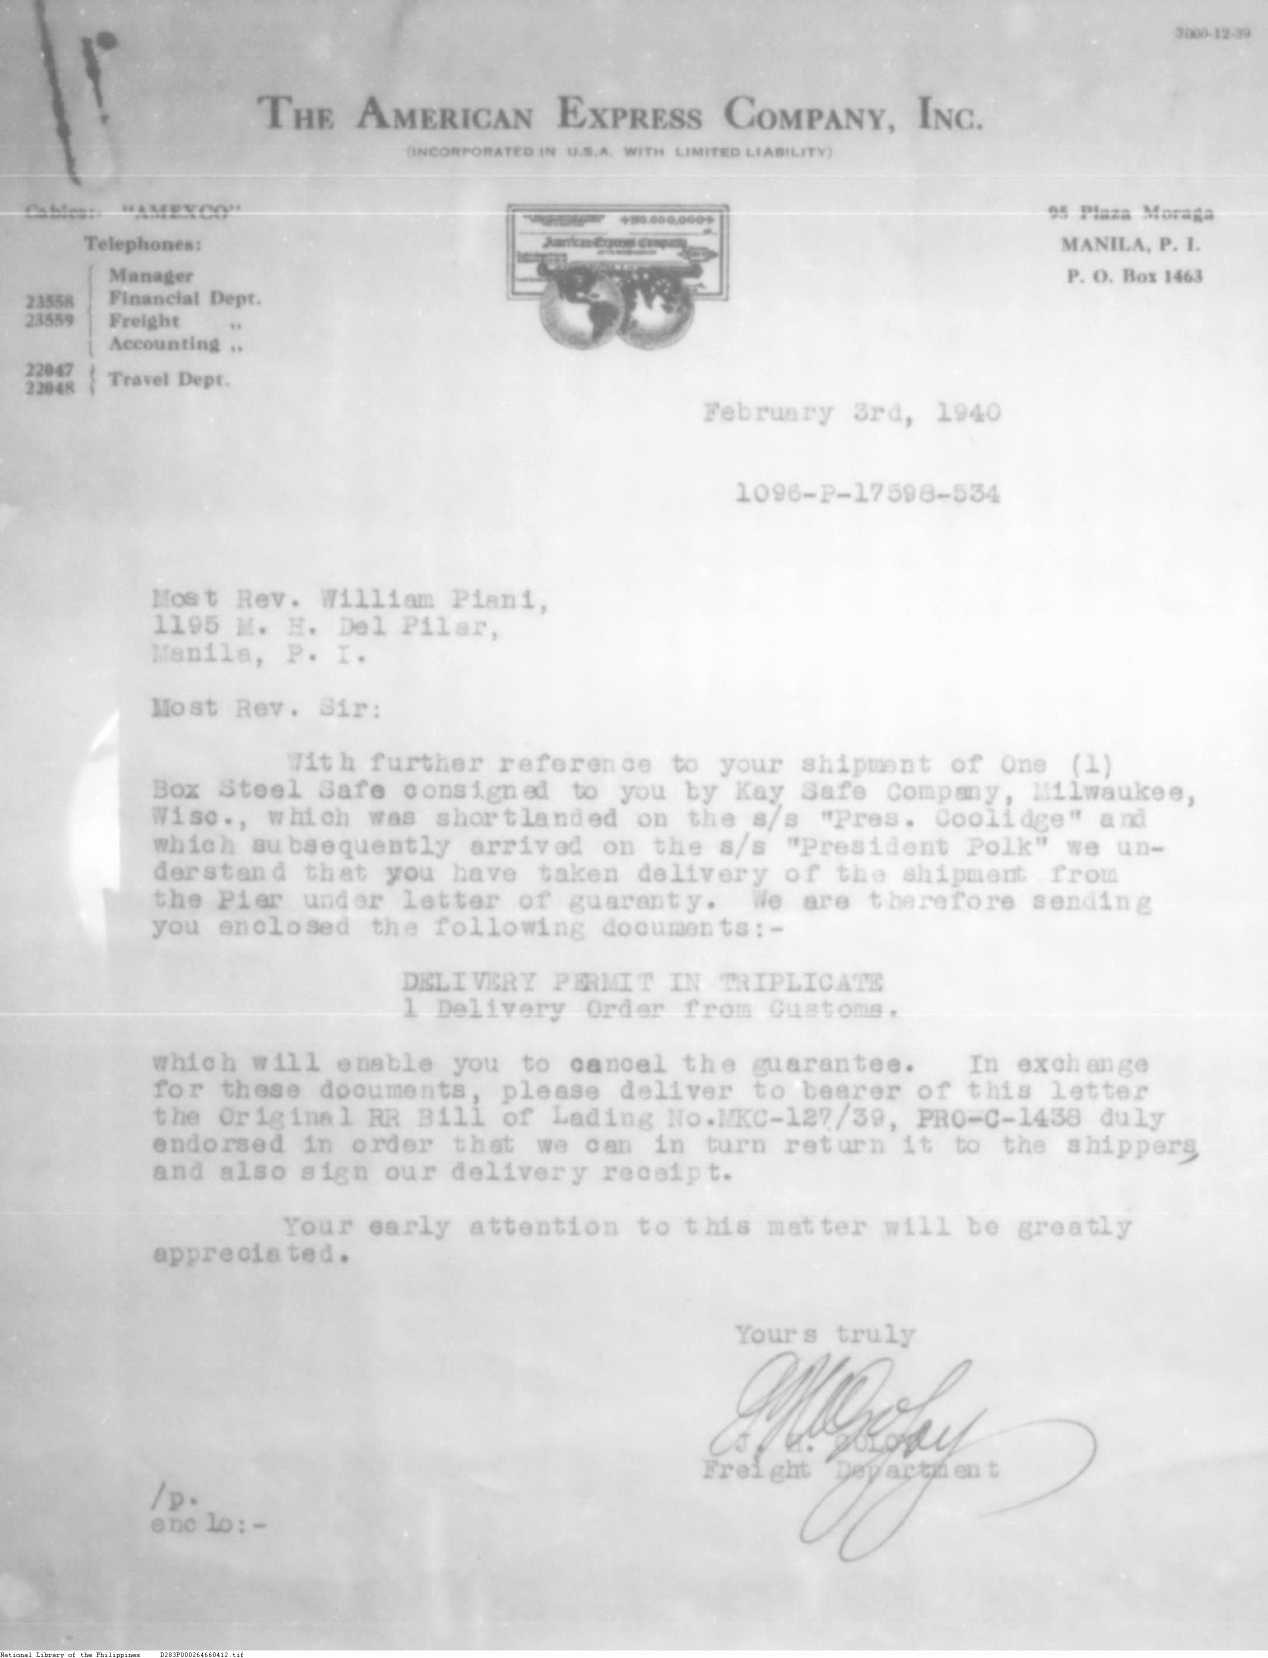 3000-12-39
THE AMERICAN EXPRESS COMPANY, INC.
(INCORPORATED IN U.S.A. WITH LIMITED LIABILITY)
Cables:- "AMEXCO"
Telephones:
Manager
23558 Financial Dept.
23559 Freight ,,
Accounting ,,
22047
22048 Travel Dept.
American Express Company
95 Plaza Moraga
MANILA, P. I.
P. O. Box 1463
February 3rd, 1940
1096-P-17598-534
Most Rev. William Piani,
1195 M. H. Del Pilar,
Manila, P. I.
Most Rev. Sir:
With further reference to your shipment of One (1)
Box Steel Safe consigned to you by Kay Safe Company, Milwaukee,
Wisc., which was shortlanded on the s/s "Pres. Coolidge" and
which subsequently arrived on the s/s "President Polk" we un-
derstand that you have taken delivery of the shipment from
the Pier under letter of guaranty. We are therefore sending
you enclosed the following documents:-
DELIVERY PERMIT IN TRIPLICATE
1 Delivery Order from Customs.
which will enable you to cancel the guarantee. In exchange
for these documents, please deliver to bearer of this letter
the Original RR Bill of Lading No.MKC-127/39, PRO-C-1438 duly
endorsed in order that we can in turn return it to the shippers,
and also sign our delivery receipt.
Your early attention to this matter will be greatly
appreciated.
Yours truly
Freight Department
/p.
enclo:-
National Library of the Philippines D283P000264660412.tif